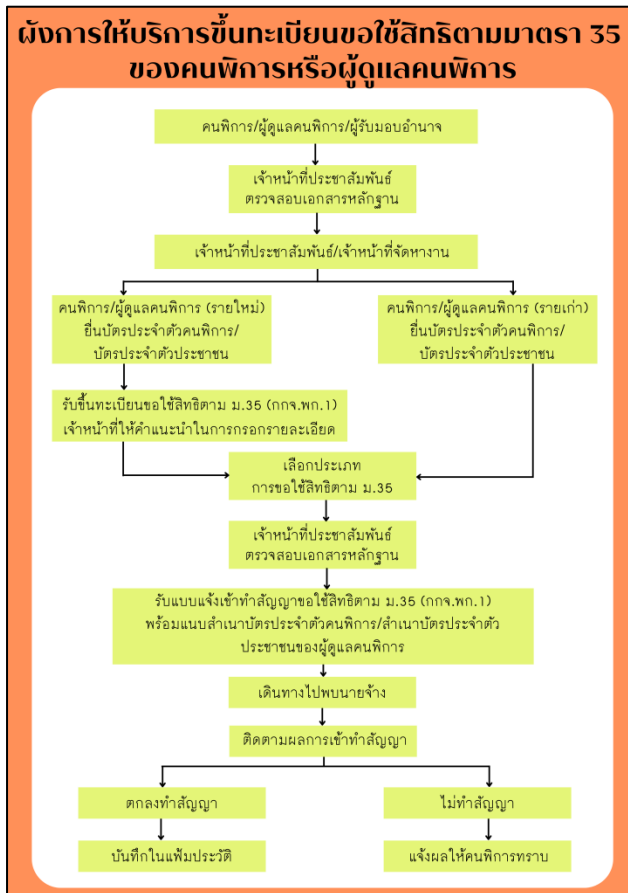 ผังการให้บริการขึ้นทะเบียนขอใช้สิทธิตามมาตรา 35
ของคนพิการหรือผู้ดูแลคนพิการ
คนพิการ/ผู้ดูแลคนพิการ/ผู้รับมอบอำนาจ
เจ้าหน้าที่ประชาสัมพันธ์
ตรวจสอบเอกสารหลักฐาน
เจ้าหน้าที่ประชาสัมพันธ์/เจ้าหน้าที่จัดหางาน
คนพิการ/ผู้ดูแลคนพิการ (รายใหม่)
ยื่นบัตรประจำตัวคนพิการ/
บัตรประจำตัวประชาชน
คนพิการ/ผู้ดูแลคนพิการ (รายเก่า)
ยื่นบัตรประจำตัวคนพิการ/
บัตรประจำตัวประชาชน
รับขึ้นทะเบียนขอใช้สิทธิตาม ม.35 (กกจ.พก.1)
เจ้าหน้าที่ให้คำแนะนำในการกรอกรายละเอียด
เลือกประเภท
การขอใช้สิทธิตาม ม.35
เจ้าหน้าที่ประชาสัมพันธ์
ตรวจสอบเอกสารหลักฐาน
รับแบบแจ้งเข้าทำสัญญาขอใช้สิทธิตาม ม.35 (กกจ.พก.1)
พร้อมแนบสำเนาบัตรประจำตัวคนพิการ/สำเนาบัตรประจำตัว
ประชาชนของผู้ดูแลคนพิการ
เดินทางไปพบนายจ้าง
ติดตามผลการเข้าทำสัญญา
ตกลงทำสัญญา
ไม่ทำสัญญา
บันทึกในแฟ้มประวัติ
แจ้งผลให้คนพิการทราบ